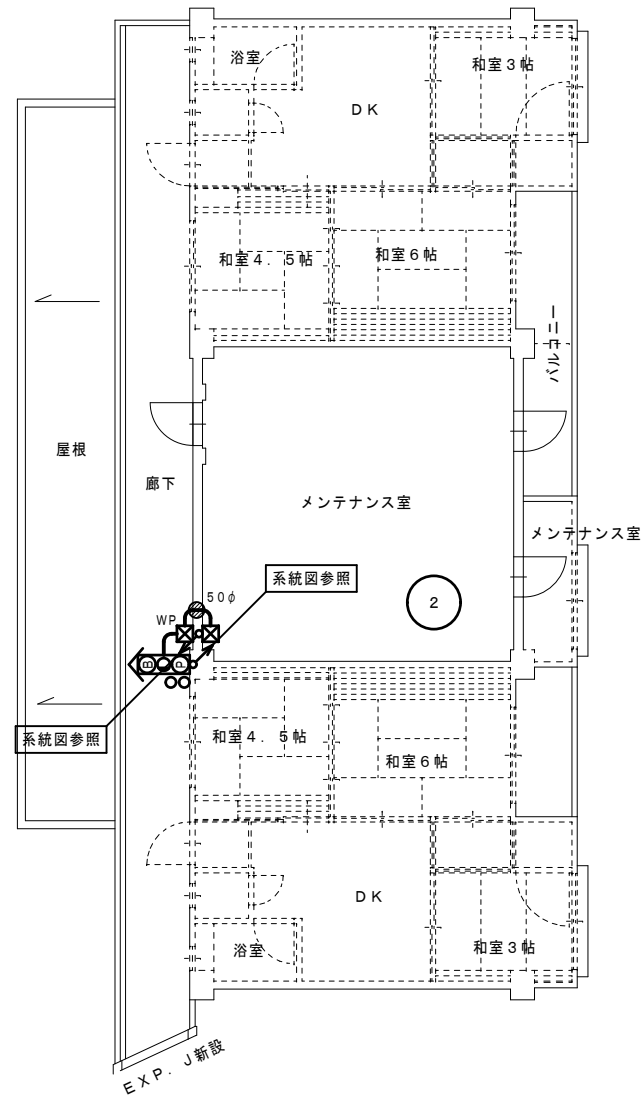 浴室
和室３帖
ＤＫ
和室４．５帖
和室６帖
バルコニー
屋根
廊下
メンテナンス室
メンテナンス室
系統図参照
50φ
2
WP
B
P
系統図参照
和室４．５帖
和室６帖
ＤＫ
浴室
和室３帖
ＥＸＰ．Ｊ新設